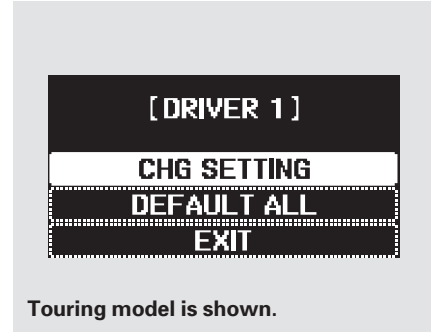 [DRIVER 1]
CHG SETTING
DEFAULT ALL
EXIT
Touring model is shown.